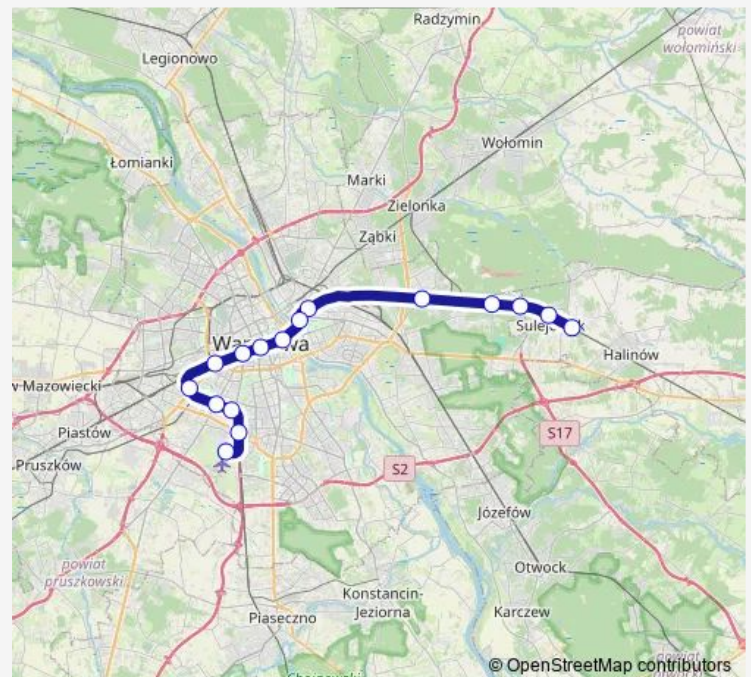 Radzymin
powiat
wołomiński
Legionowo
Wołomin
Łomianki
Marki
Zielonka
Ząbki
Warszawa
Sulejówek
Halinów
w Mazowiecki
Piastów
S17
Pruszków
S2
Józefów
powiat
pruszkowski
Otwock
Konstancin-
Jeziorna
Karczew
Piaseczno
powiat
© OpenStreetMap contributors